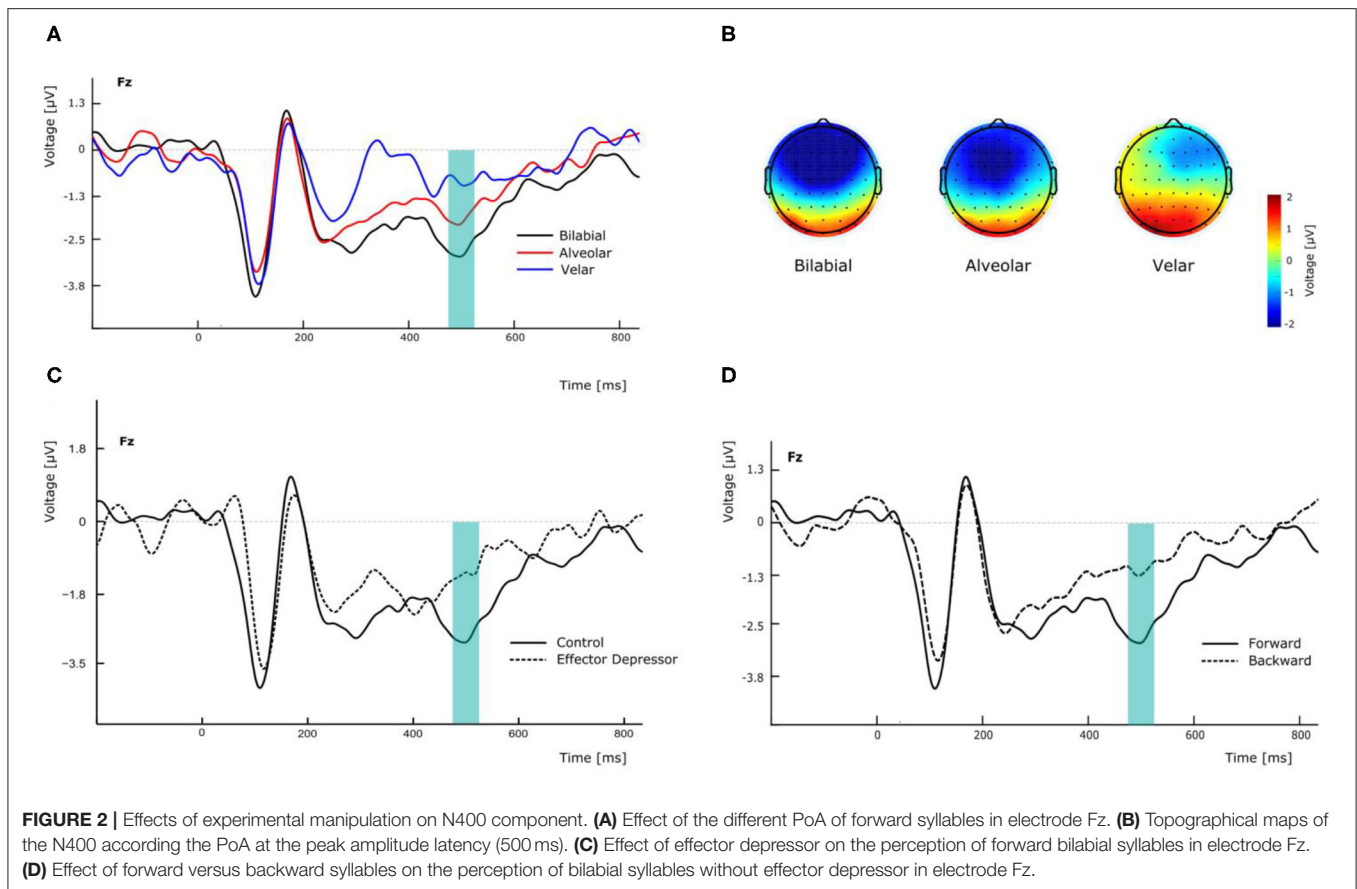 A
Fz
Voltage [μV]
1.3
0
-1.3
-2.5
-3.8
Bilabial
Alveolar
Velar
0
200
400
600
800
Time [ms]
B
Bilabial
Alveolar
Velar
2
1
0
-1
-2
Voltage [μV]
C
Fz
Voltage [μV]
1.8
0
-1.8
-3.5
Control
Effector Depressor
0
200
400
600
800
Time [ms]
D
Fz
Voltage [μV]
1.3
0
-1.3
-2.5
-3.8
Forward
Backward
0
200
400
600
800
Time [ms]
FIGURE 2 | Effects of experimental manipulation on N400 component. (A) Effect of the different PoA of forward syllables in electrode Fz. (B) Topographical maps of
the N400 according the PoA at the peak amplitude latency (500 ms). (C) Effect of effector depressor on the perception of forward bilabial syllables in electrode Fz.
(D) Effect of forward versus backward syllables on the perception of bilabial syllables without effector depressor in electrode Fz.